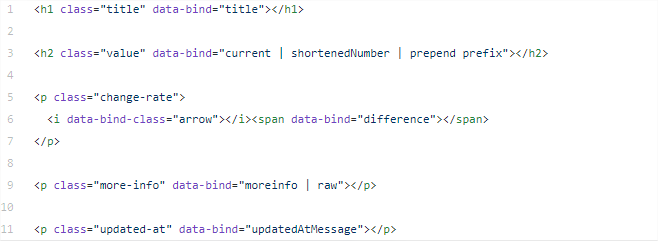 1 <h1 class="title" data-bind="title"></h1>
2
3 <h2 class="value" data-bind="current | shortenedNumber | prepend prefix"></h2>
4
5 <p class="change-rate">
6   <i data-bind-class="arrow"></i><span data-bind="difference"></span>
7 </p>
8
9 <p class="more-info" data-bind="moreinfo | raw"></p>
10
11 <p class="updated-at" data-bind="updatedAtMessage"></p>